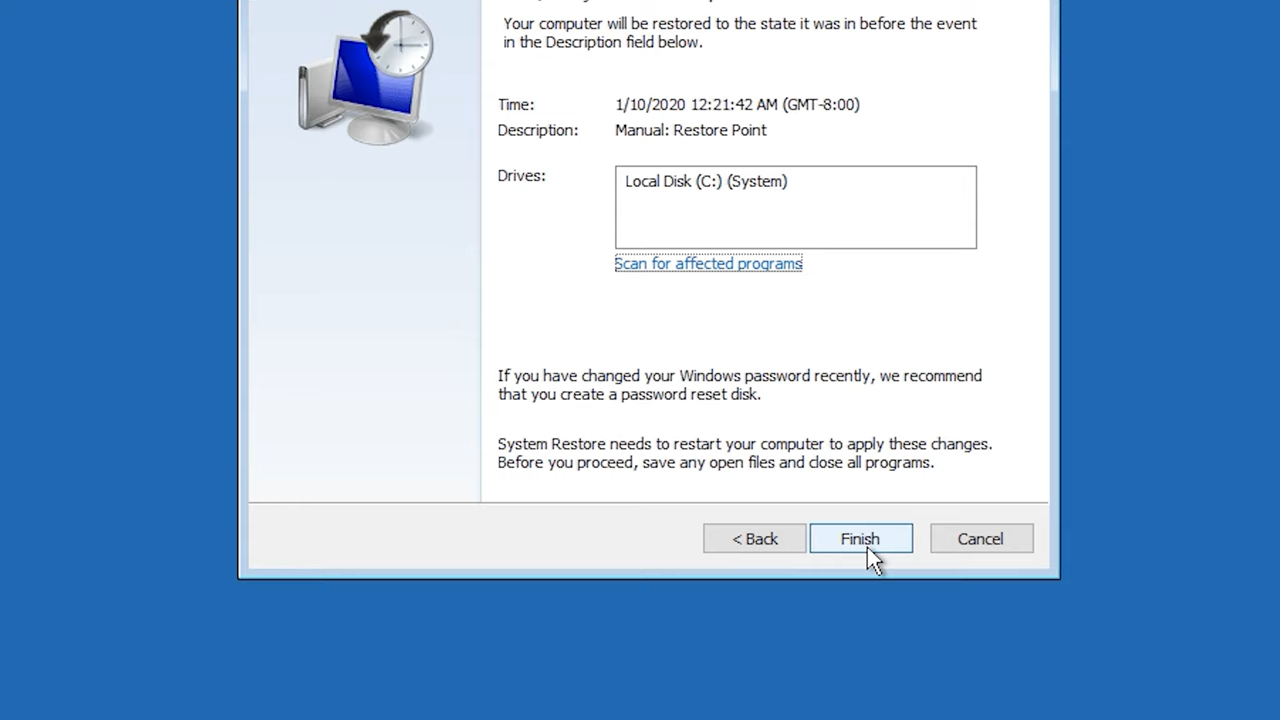 Your computer will be restored to the state it was in before the event
in the Description field below.
Time: 1/10/2020 12:21:42 AM (GMT-8:00)
Description: Manual: Restore Point
Drives: Local Disk (C:) (System)
Scan for affected programs
If you have changed your Windows password recently, we recommend
that you create a password reset disk.
System Restore needs to restart your computer to apply these changes.
Before you proceed, save any open files and close all programs.
< Back Finish Cancel